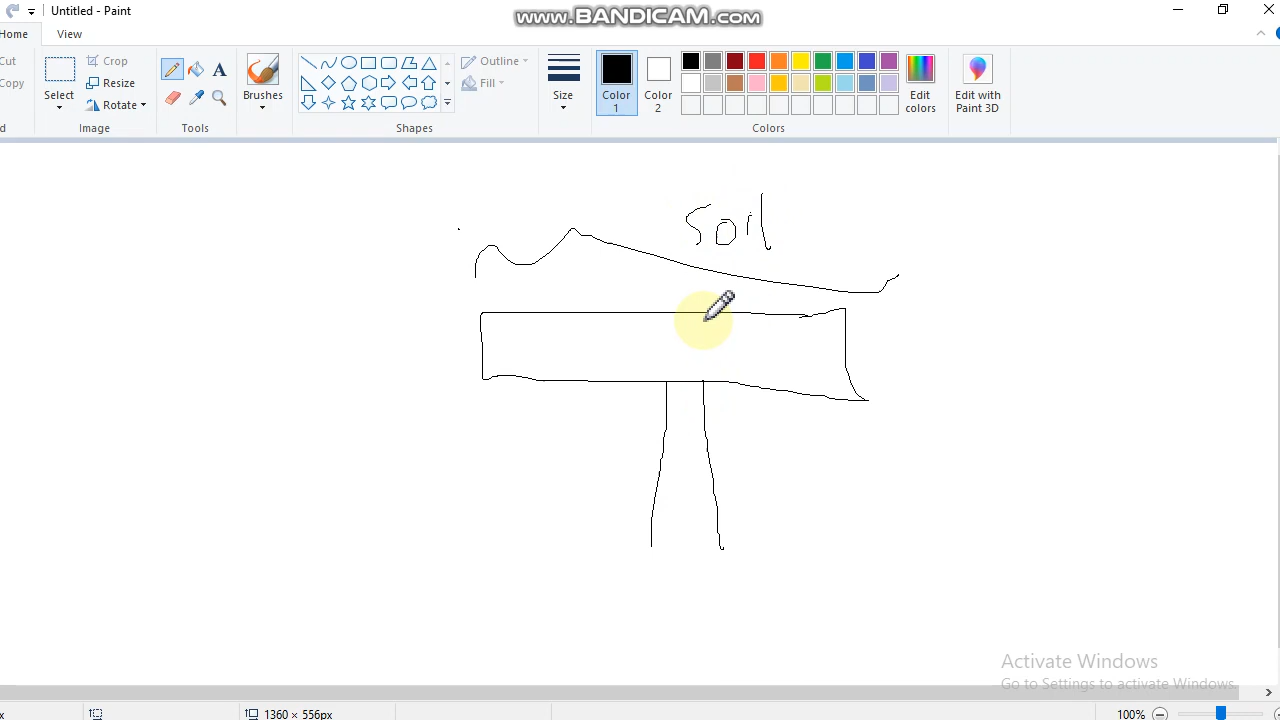 Untitled - Paint
www.BANDICAM.com
Home View
Cut
Copy
Select
Crop
Resize
Rotate
Image
Tools
Brushes
Outline
Fill
Shapes
Size
Color 1
Color 2
Edit colors
Edit with Paint 3D
Colors
Soil
Activate Windows
Go to Settings to activate Windows.
1360 × 556px
100%